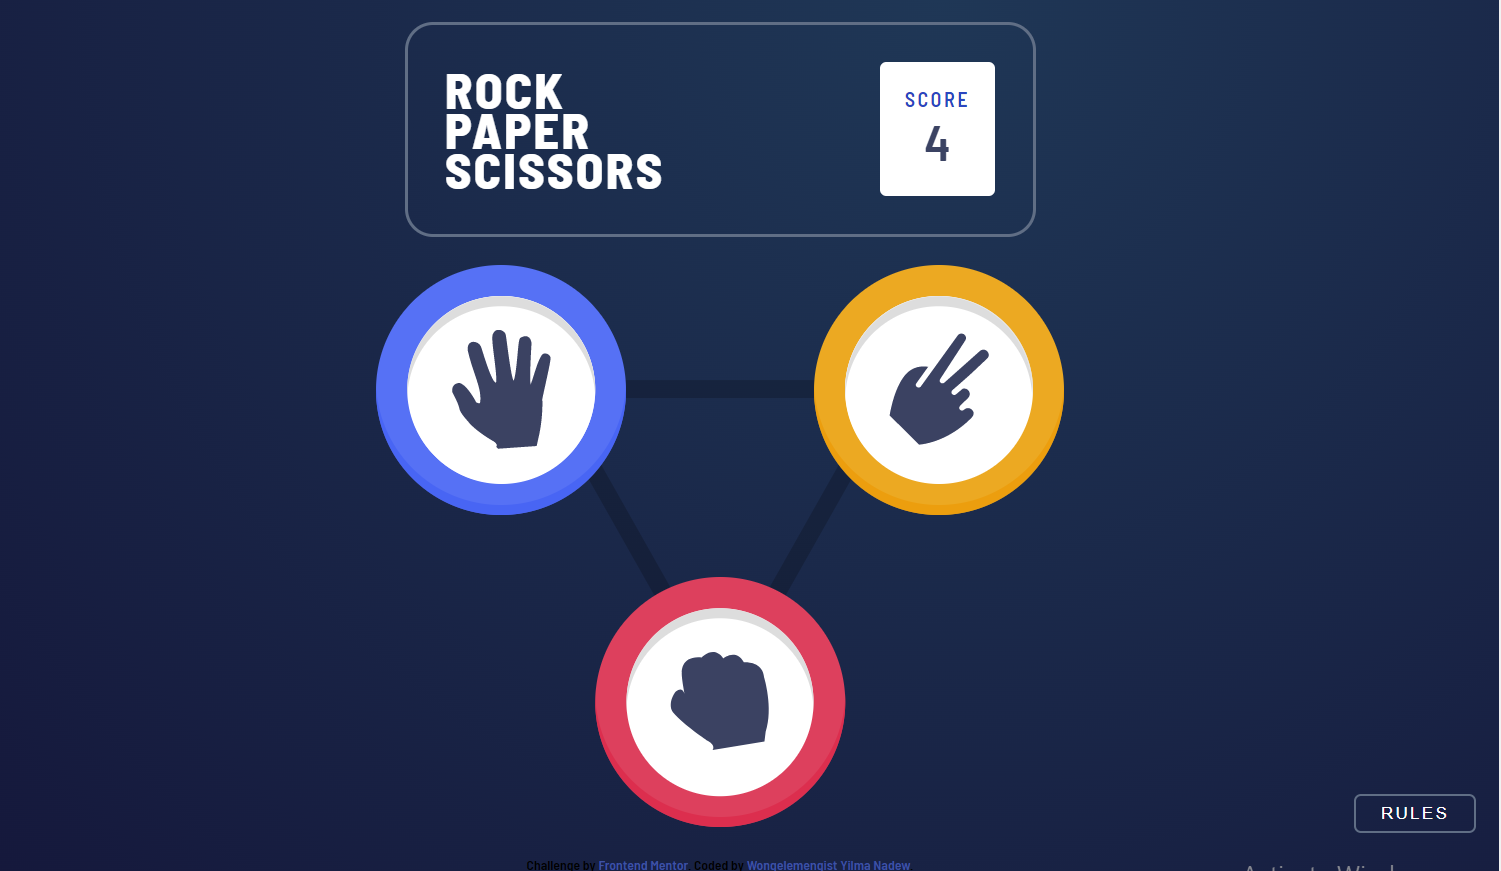 ROCK
PAPER
SCISSORS
SCORE
4
RULES
Challenge by Frontend Mentor. Coded by Wongelemengist Yilma Nadew.